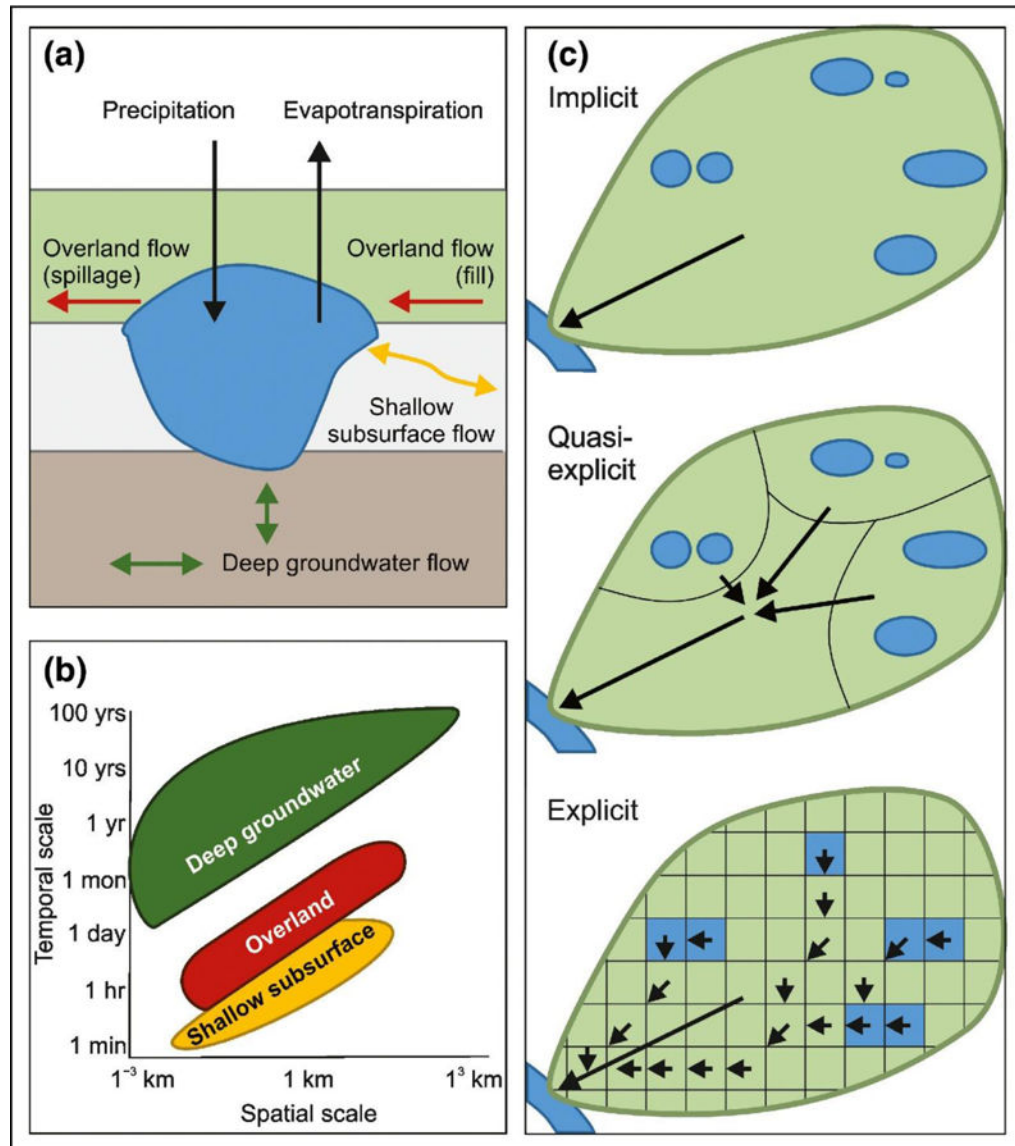 (a)
Precipitation
Evapotranspiration
Overland flow
(spillage)
Overland flow
(fill)
Shallow
subsurface flow
Deep groundwater flow
(b)
Temporal scale
100 yrs
10 yrs
1 yr
1 mon
1 day
1 hr
1 min
Deep groundwater
Overland
Shallow subsurface
1⁻³ km
1 km
1³ km
Spatial scale
(c)
Implicit
Quasi-
explicit
Explicit